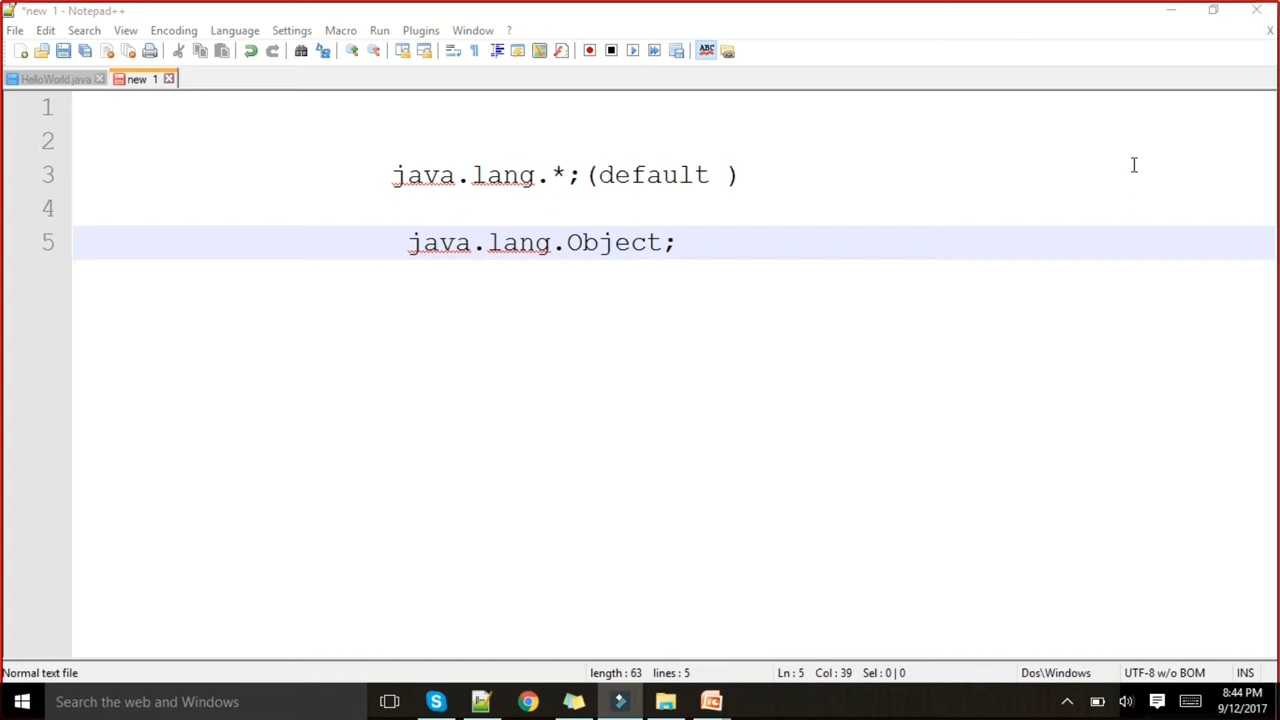 *new 1 - Notepad++
File Edit Search View Encoding Language Settings Macro Run Plugins Window ? X
ABC
HelloWorld.java new 1
1
2
3 java.lang.*;(default )
4
5 java.lang.Object;
Normal text file length : 63 lines : 5 Ln : 5 Col : 39 Sel : 0 | 0 Dos\Windows UTF-8 w/o BOM INS
Search the web and Windows
8:44 PM
9/12/2017